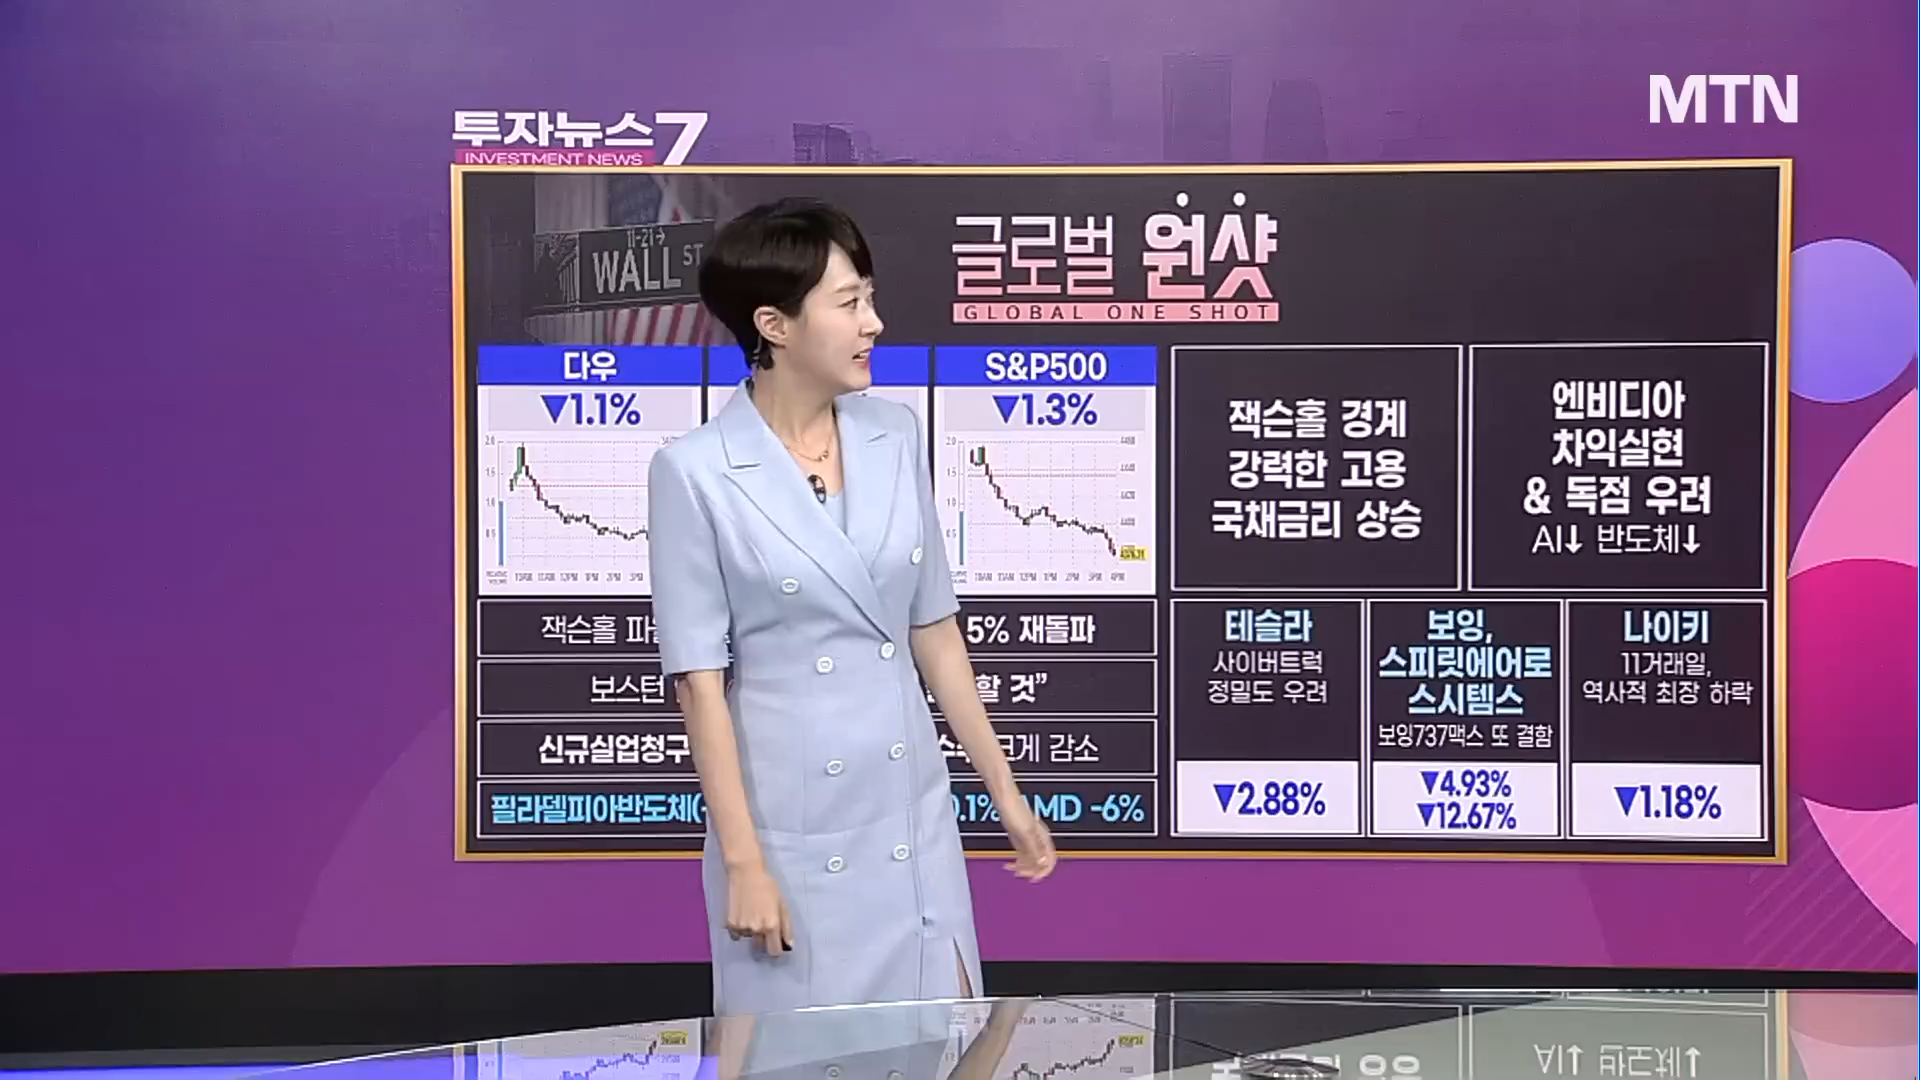 MTN
투자뉴스7
INVESTMENT NEWS
11-21→
WALL ST
글로벌 원샷
GLOBAL ONE SHOT
다우
▼1.1%
S&P500
▼1.3%
잭슨홀
5% 재돌파
보스턴
할 것”
신규실업청구
크게 감소
필라델피아반도체(
AMD -6%
잭슨홀 경계
강력한 고용
국채금리 상승
엔비디아
차익실현
& 독점 우려
AI↓ 반도체↓
테슬라
사이버트럭
정밀도 우려
▼2.88%
보잉,
스피릿에어로
스시템스
보잉737맥스 또 결함
▼4.93%
▼12.67%
나이키
11거래일,
역사적 최장 하락
▼1.18%